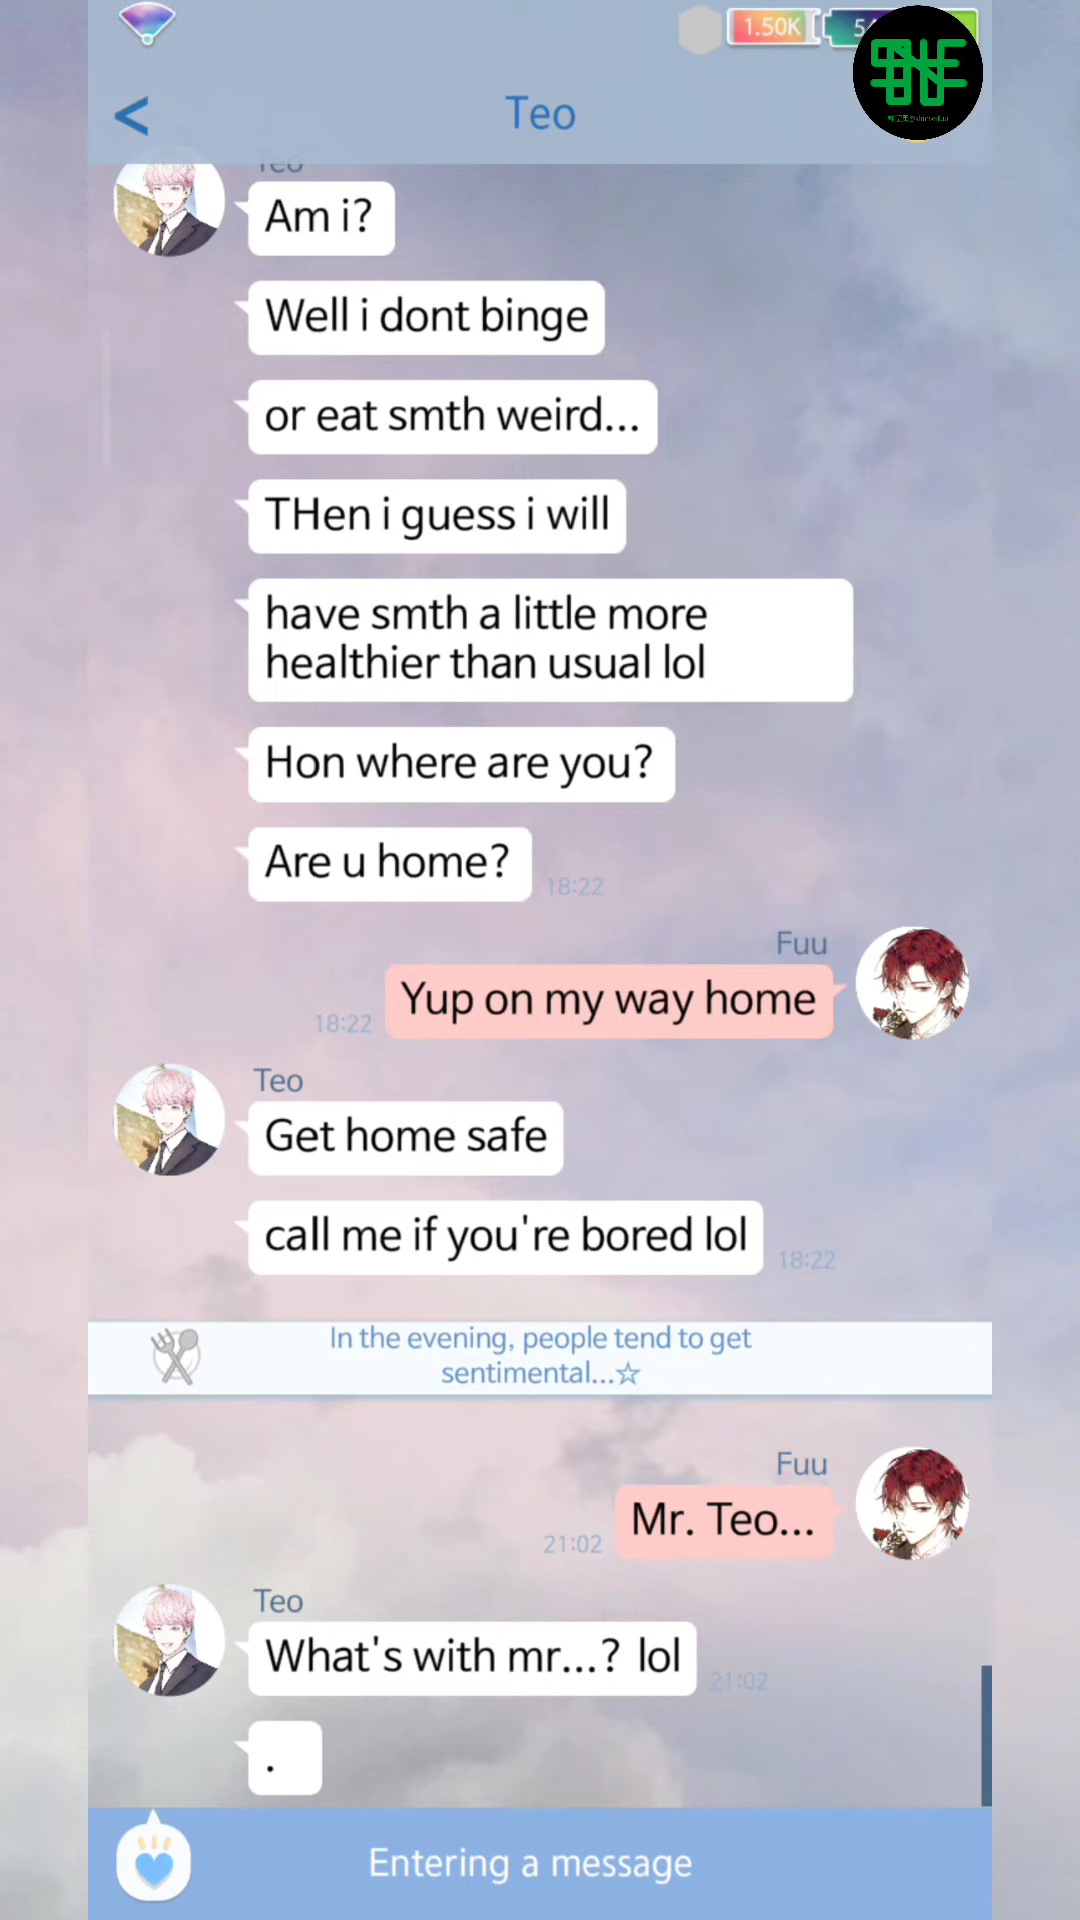 1.50K
54
<
Teo
Teo
Am i?
Well i dont binge
or eat smth weird...
THen i guess i will
have smth a little more
healthier than usual lol
Hon where are you?
Are u home?
18:22
Fuu
Yup on my way home
18:22
Teo
Get home safe
call me if you're bored lol
18:22
In the evening, people tend to get
sentimental...☆
Fuu
Mr. Teo...
21:02
Teo
What's with mr...? lol
21:02
.
Entering a message